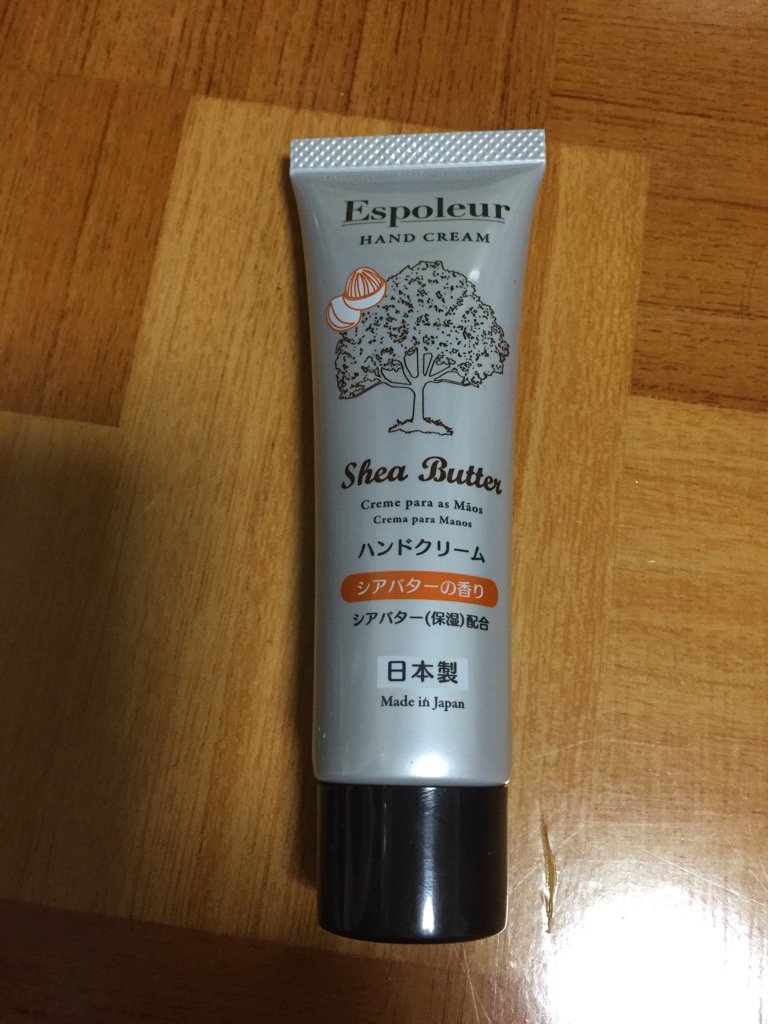 Espoleur
HAND CREAM
Shea Butter
Creme para as Mãos
Crema para Manos
ハンドクリーム
シアバターの香り
シアバター(保湿)配合
日本製
Made in Japan